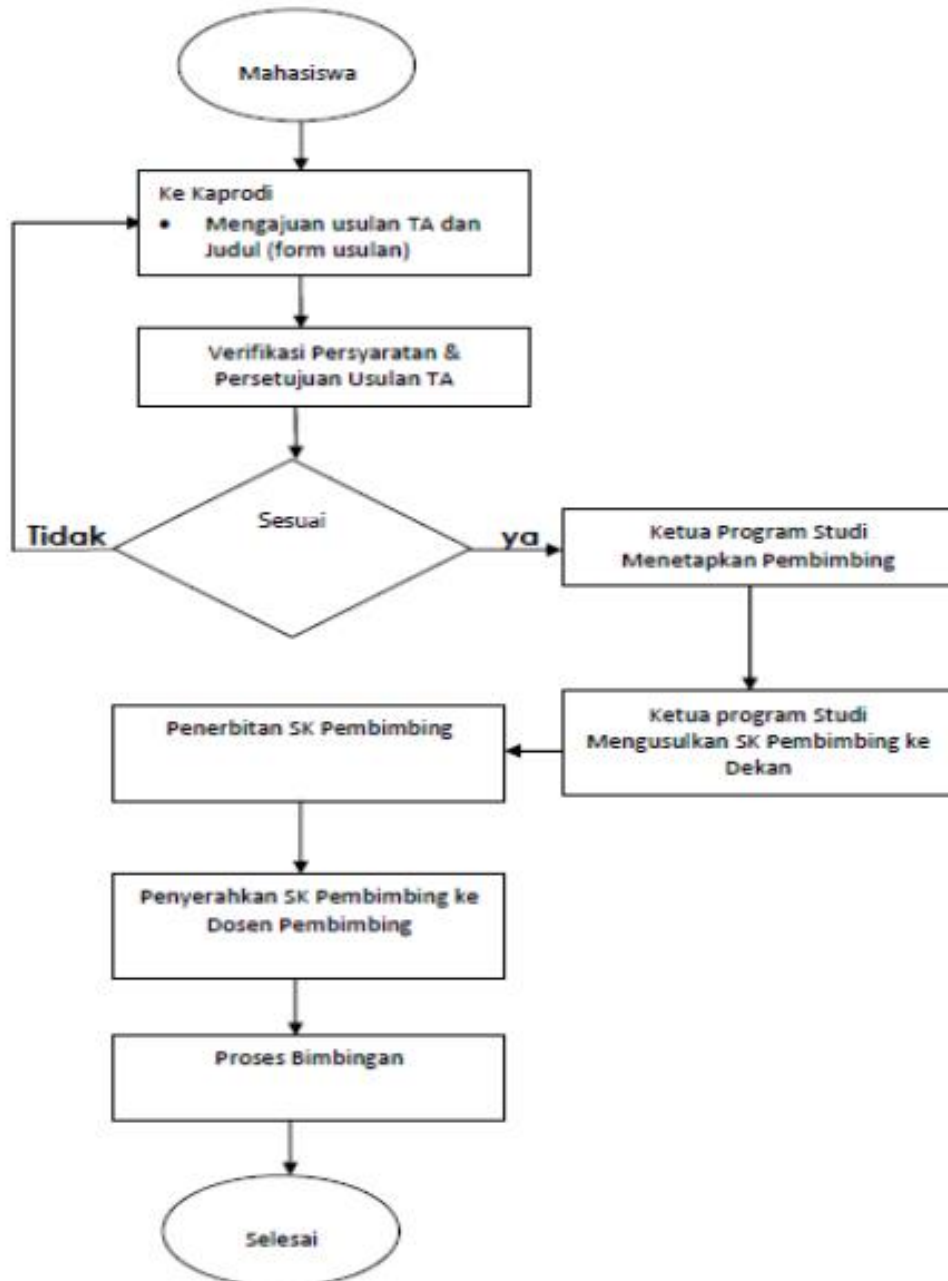 Mahasiswa
Ke Kaprodi
• Mengajuan usulan TA dan
Judul (form usulan)
Verifikasi Persyaratan &
Persetujuan Usulan TA
Sesuai
Tidak
ya
Ketua Program Studi
Menetapkan Pembimbing
Ketua program Studi
Mengusulkan SK Pembimbing ke
Dekan
Penerbitan SK Pembimbing
Penyerahkan SK Pembimbing ke
Dosen Pembimbing
Proses Bimbingan
Selesai